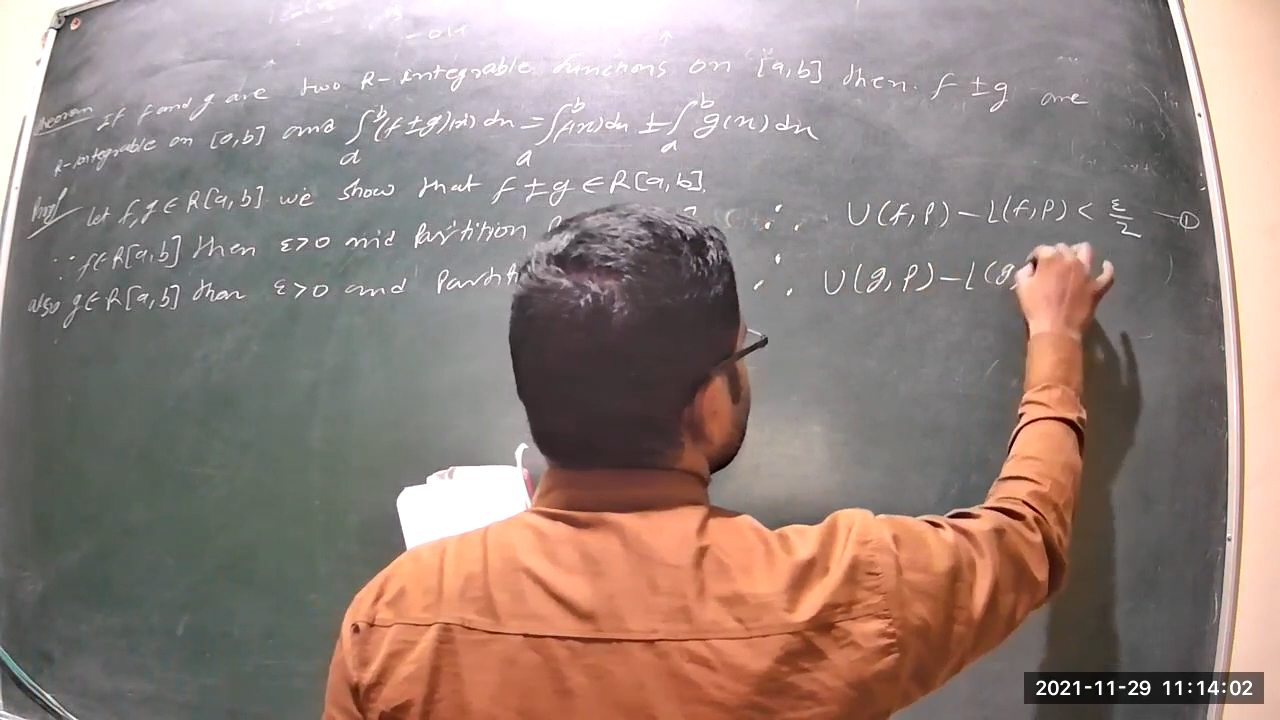 Theorem If f and g are two R-integrable functions on [a,b] then f ± g are
R-integrable on [a,b] and ∫_a^b (f ± g)(x) dx = ∫_a^b f(x) dx ± ∫_a^b g(x) dx
Proof let f, g ∈ R[a,b] we show that f ± g ∈ R[a,b].
∵ f ∈ R[a,b] then ε>0 and Partition ∴ U(f,P) - L(f,P) < ε/2 —①
also g ∈ R[a,b] then ε>0 and ∴ U(g,P) - L(g,
2021-11-29 11:14:02